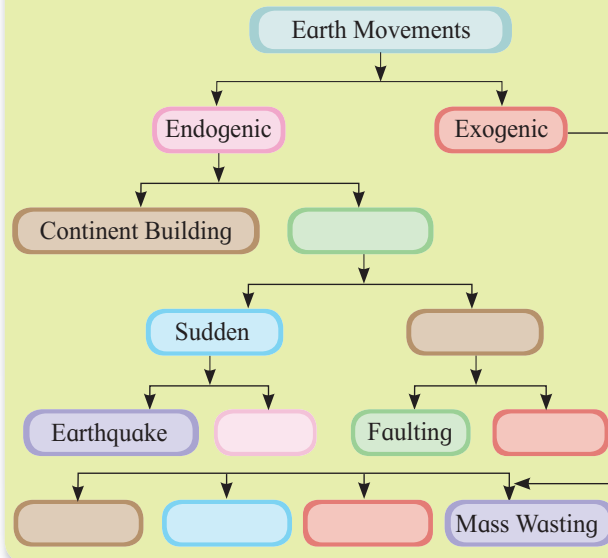 Earth Movements
Endogenic
Exogenic
Continent Building
Sudden
Earthquake
Faulting
Mass Wasting